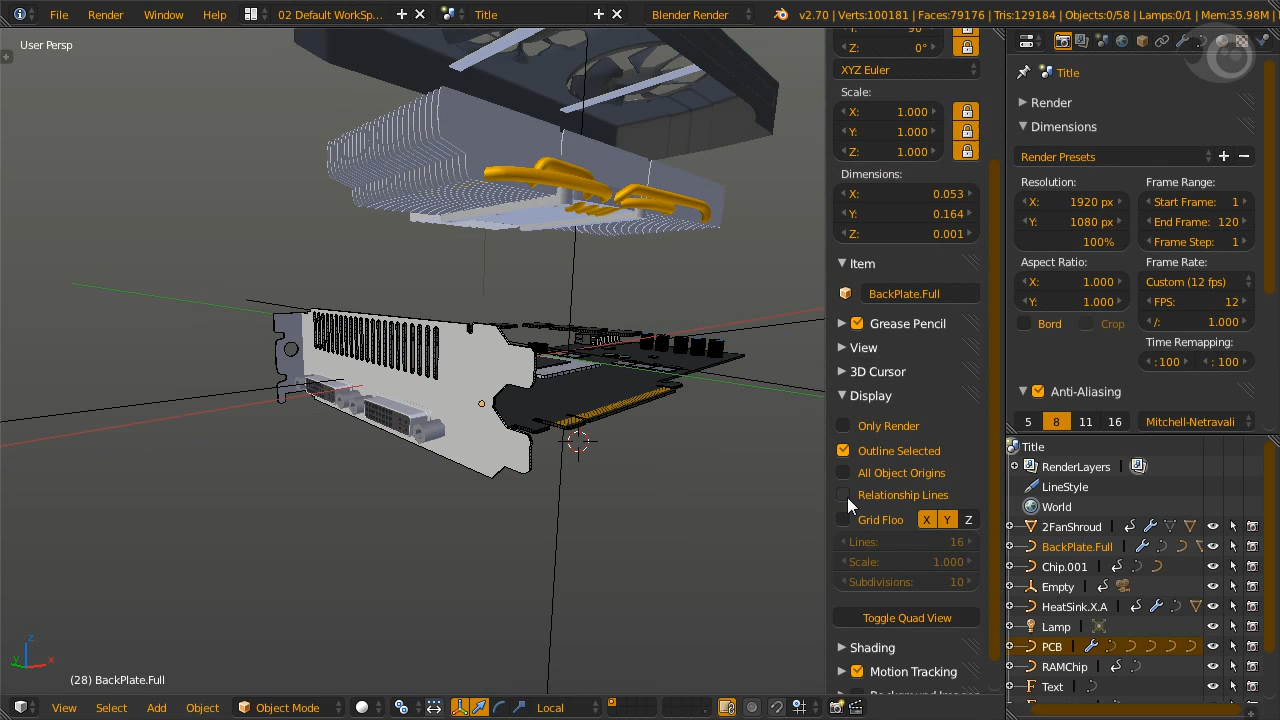 File Render Window Help 02 Default WorkSp... Title Blender Render v2.70 | Verts:100181 | Faces:79176 | Tris:129184 | Objects:0/58 | Lamps:0/1 | Mem:35.98M |
User Persp
Z: 0°
XYZ Euler
Scale:
X: 1.000
Y: 1.000
Z: 1.000
Dimensions:
X: 0.053
Y: 0.164
Z: 0.001
Item
BackPlate.Full
Grease Pencil
View
3D Cursor
Display
Only Render
Outline Selected
All Object Origins
Relationship Lines
Grid Floo X Y Z
Lines: 16
Scale: 1.000
Subdivisions: 10
Toggle Quad View
Shading
Motion Tracking
Title
Render
Dimensions
Render Presets
Resolution: Frame Range:
X: 1920 px Start Frame: 1
Y: 1080 px End Frame: 120
100% Frame Step: 1
Aspect Ratio: Frame Rate:
X: 1.000 Custom (12 fps)
Y: 1.000 FPS: 12
Bord Crop /: 1.000
Time Remapping:
:100 : 100
Anti-Aliasing
5 8 11 16 Mitchell-Netravali
Title
RenderLayers
LineStyle
World
2FanShroud
BackPlate.Full
Chip.001
Empty
HeatSink.X.A
Lamp
PCB
RAMChip
Text
z
y x
(28) BackPlate.Full
View Select Add Object Object Mode Local